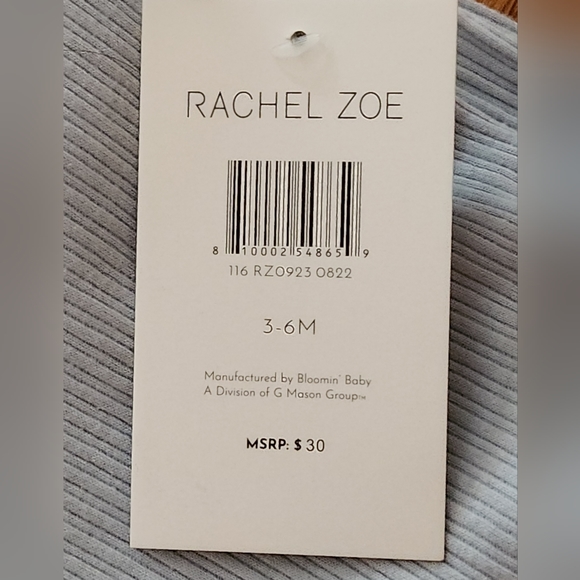 RACHEL ZOE
8 10002 54865 9
116 RZ0923 0822
3-6M
Manufactured by Bloomin' Baby
A Division of G Mason Group™
MSRP: $ 30